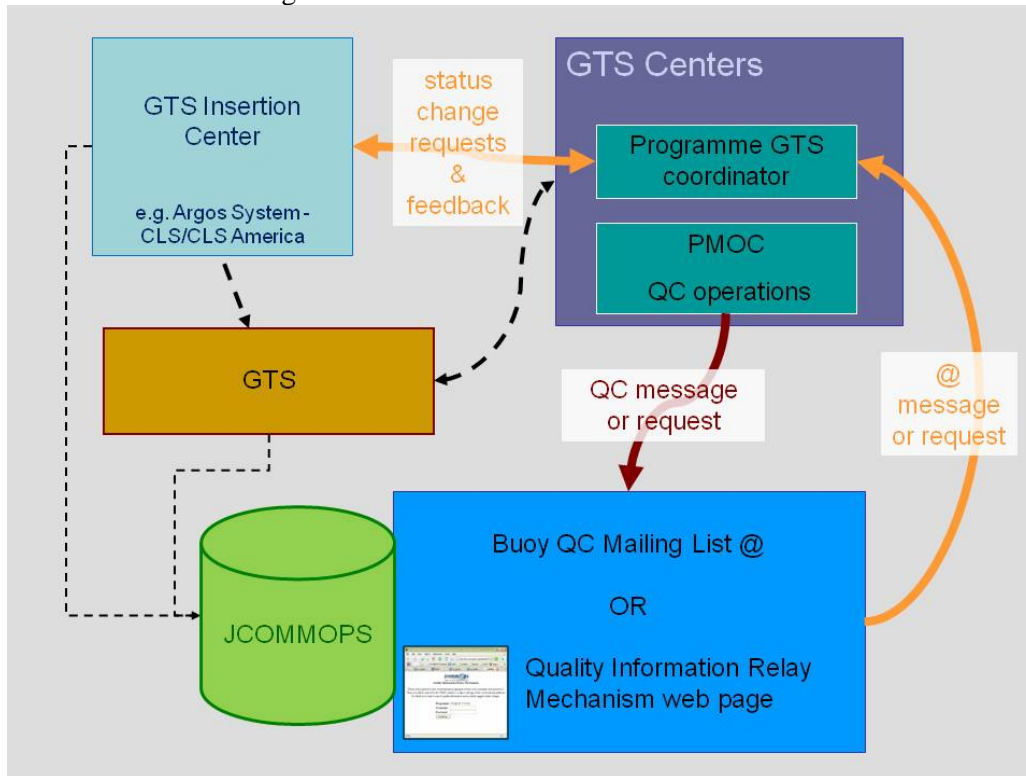 GTS Insertion
Center
e.g. Argos System-
CLS/CLS America
status
change
requests
&
feedback
GTS Centers
Programme GTS
coordinator
PMOC
QC operations
GTS
QC message
or request
@
message
or request
JCOMMOPS
Buoy QC Mailing List @
OR
Quality Information Relay
Mechanism web page